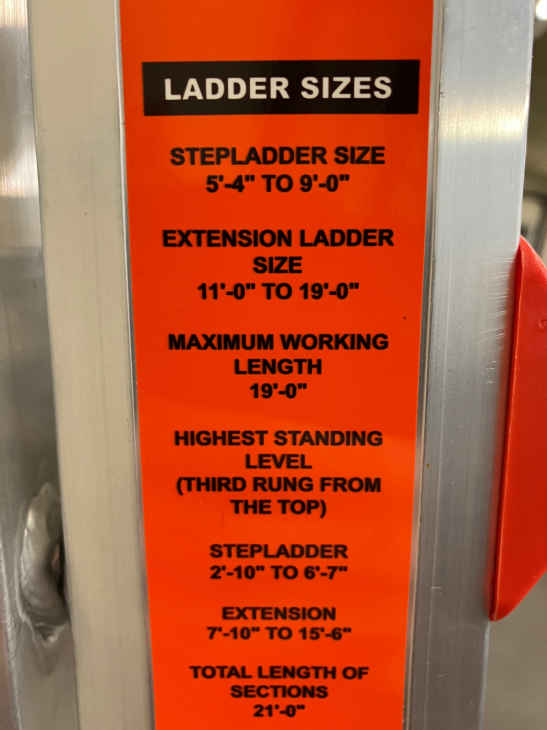 LADDER SIZES
STEPLADDER SIZE
5'-4" TO 9'-0"
EXTENSION LADDER
SIZE
11'-0" TO 19'-0"
MAXIMUM WORKING
LENGTH
19'-0"
HIGHEST STANDING
LEVEL
(THIRD RUNG FROM
THE TOP)
STEPLADDER
2'-10" TO 6'-7"
EXTENSION
7'-10" TO 15'-6"
TOTAL LENGTH OF
SECTIONS
21'-0"